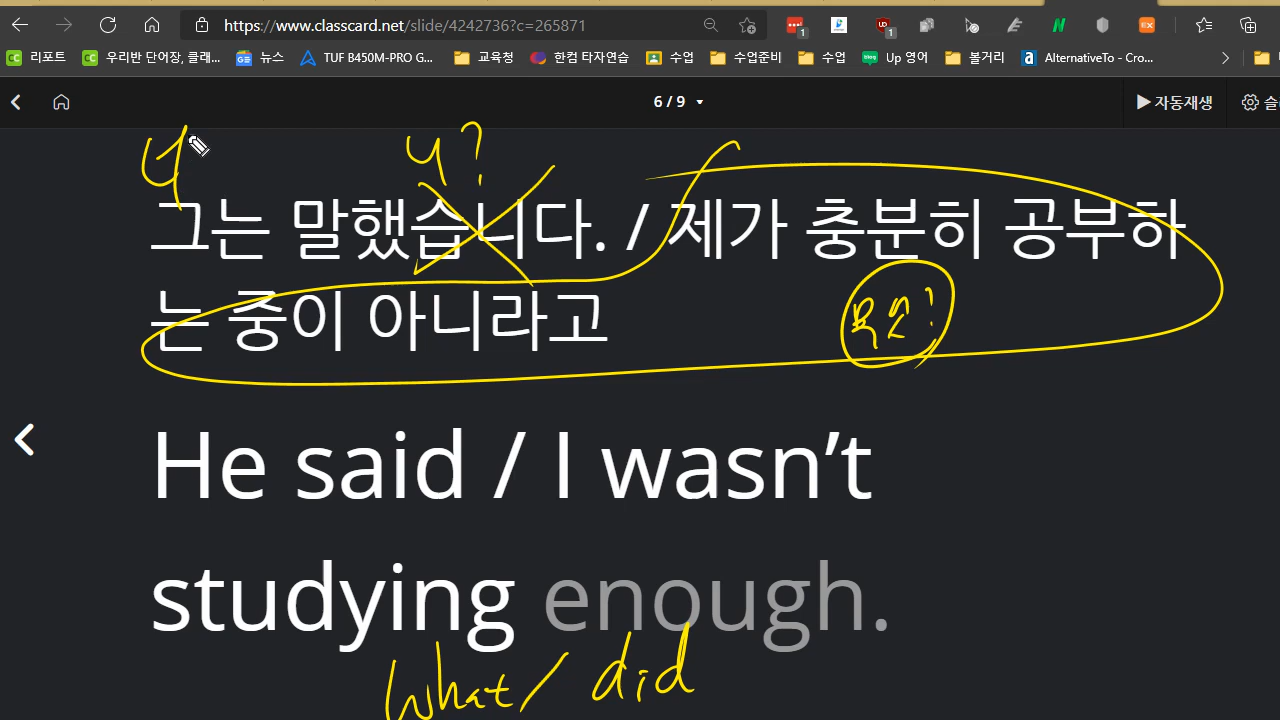 https://www.classcard.net/slide/4242736?c=265871
리포트 우리반 단어장, 클래... 뉴스 TUF B450M-PRO G... 교육청 한컴 타자연습 수업 수업준비 수업 Up 영어 볼거리 AlternativeTo - Cro...
6 / 9 자동재생 슬
그는 말했습니다. / 제가 충분히 공부하
는 중이 아니라고
He said / I wasn’t
studying enough.
what / did